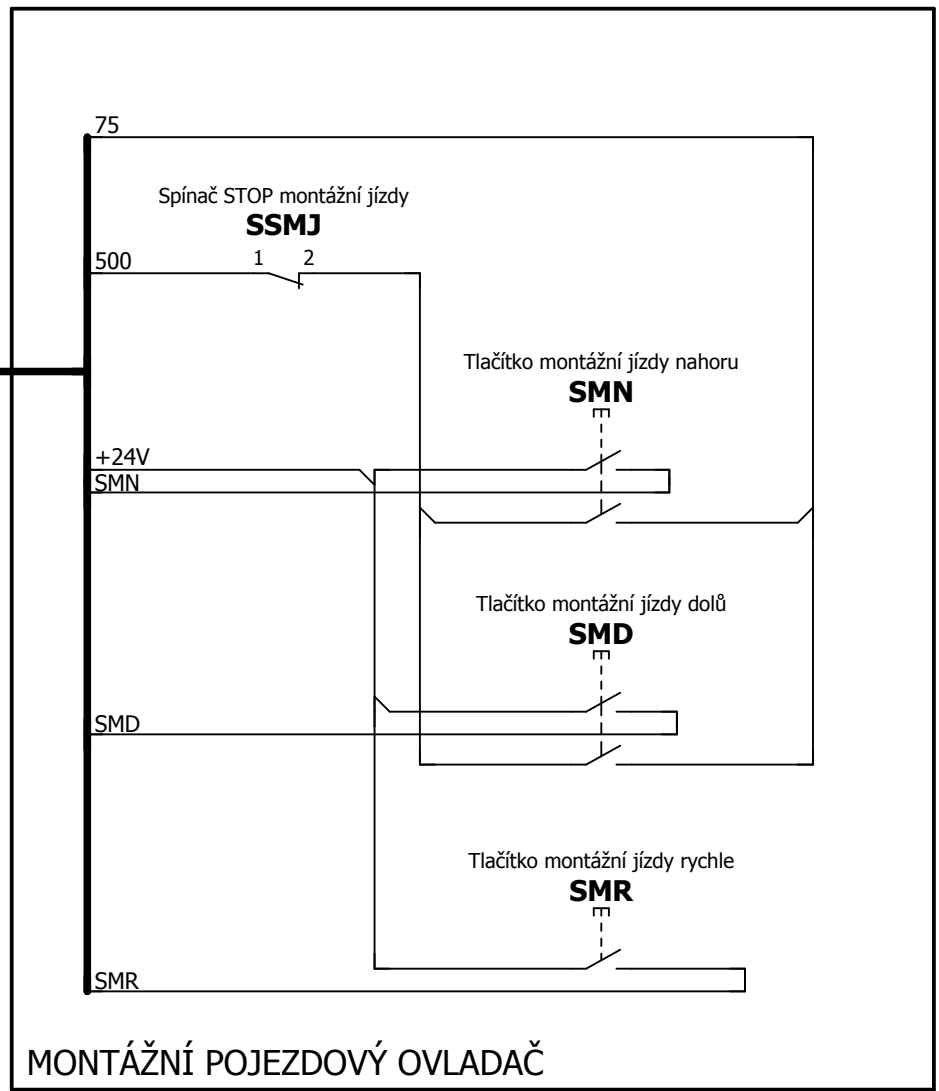 75
Spínač STOP montážní jízdy
SSMJ
500
1 2
Tlačítko montážní jízdy nahoru
SMN
+24V
SMN
Tlačítko montážní jízdy dolů
SMD
SMD
Tlačítko montážní jízdy rychle
SMR
SMR
MONTÁŽNÍ POJEZDOVÝ OVLADAČ